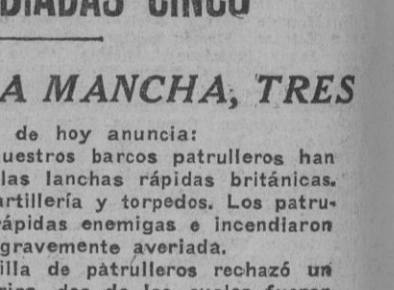 DIADAS CINCO
A MANCHA, TRES
de hoy anuncia:
uestros barcos patrulleros han
las lanchas rápidas británicas.
artillería y torpedos. Los patru-
ápidas enemigas e incendiaron
gravemente averiada.
illa de patrulleros rechazó un